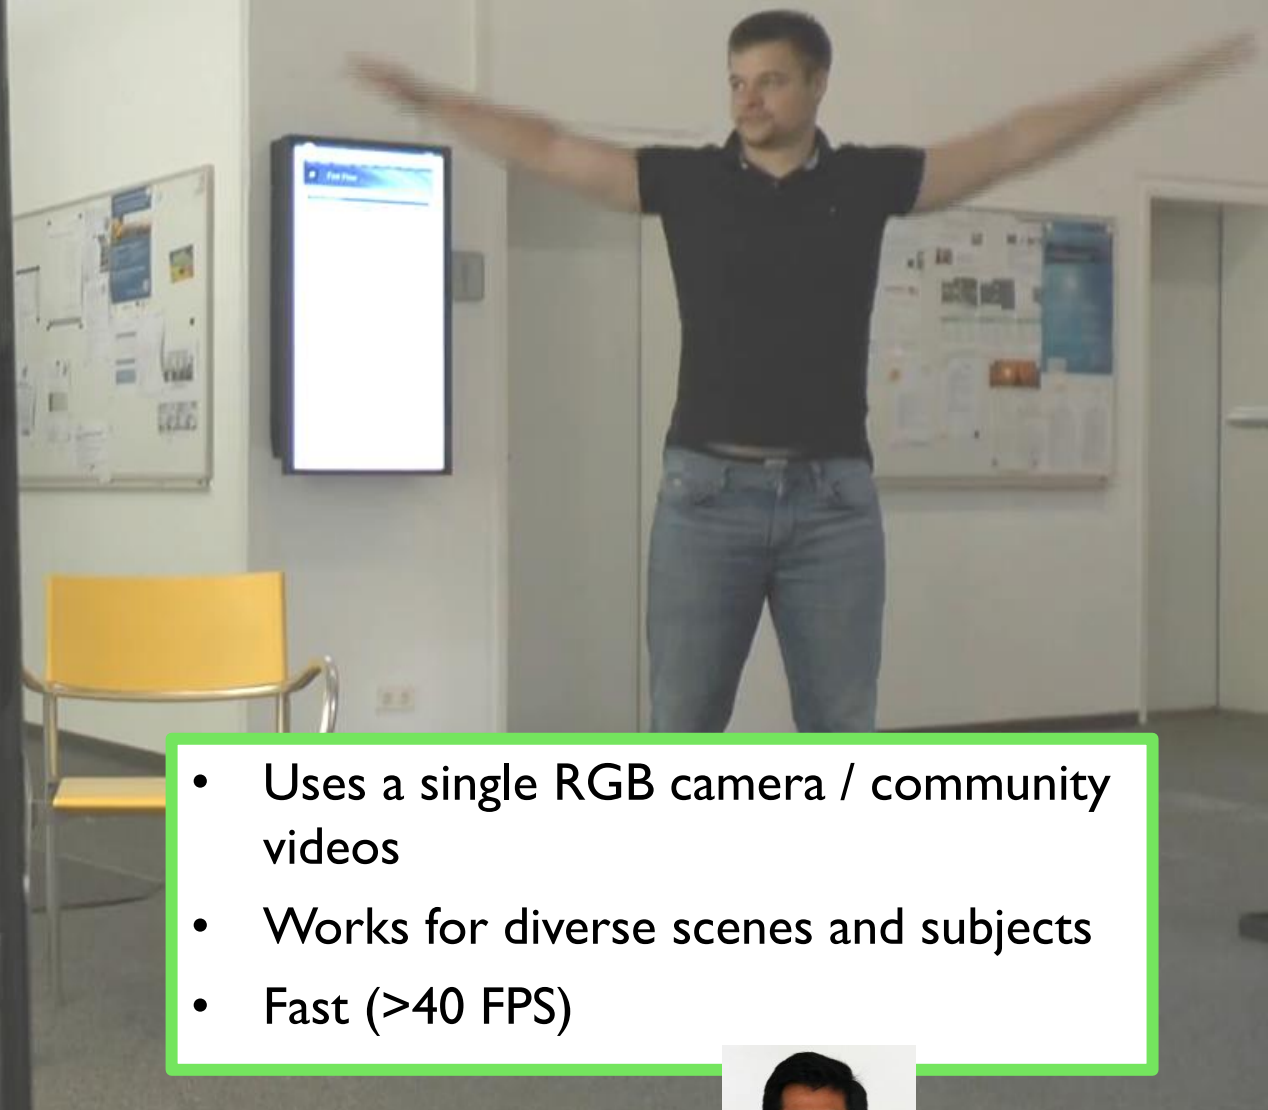 • Uses a single RGB camera / community
videos
• Works for diverse scenes and subjects
• Fast (>40 FPS)